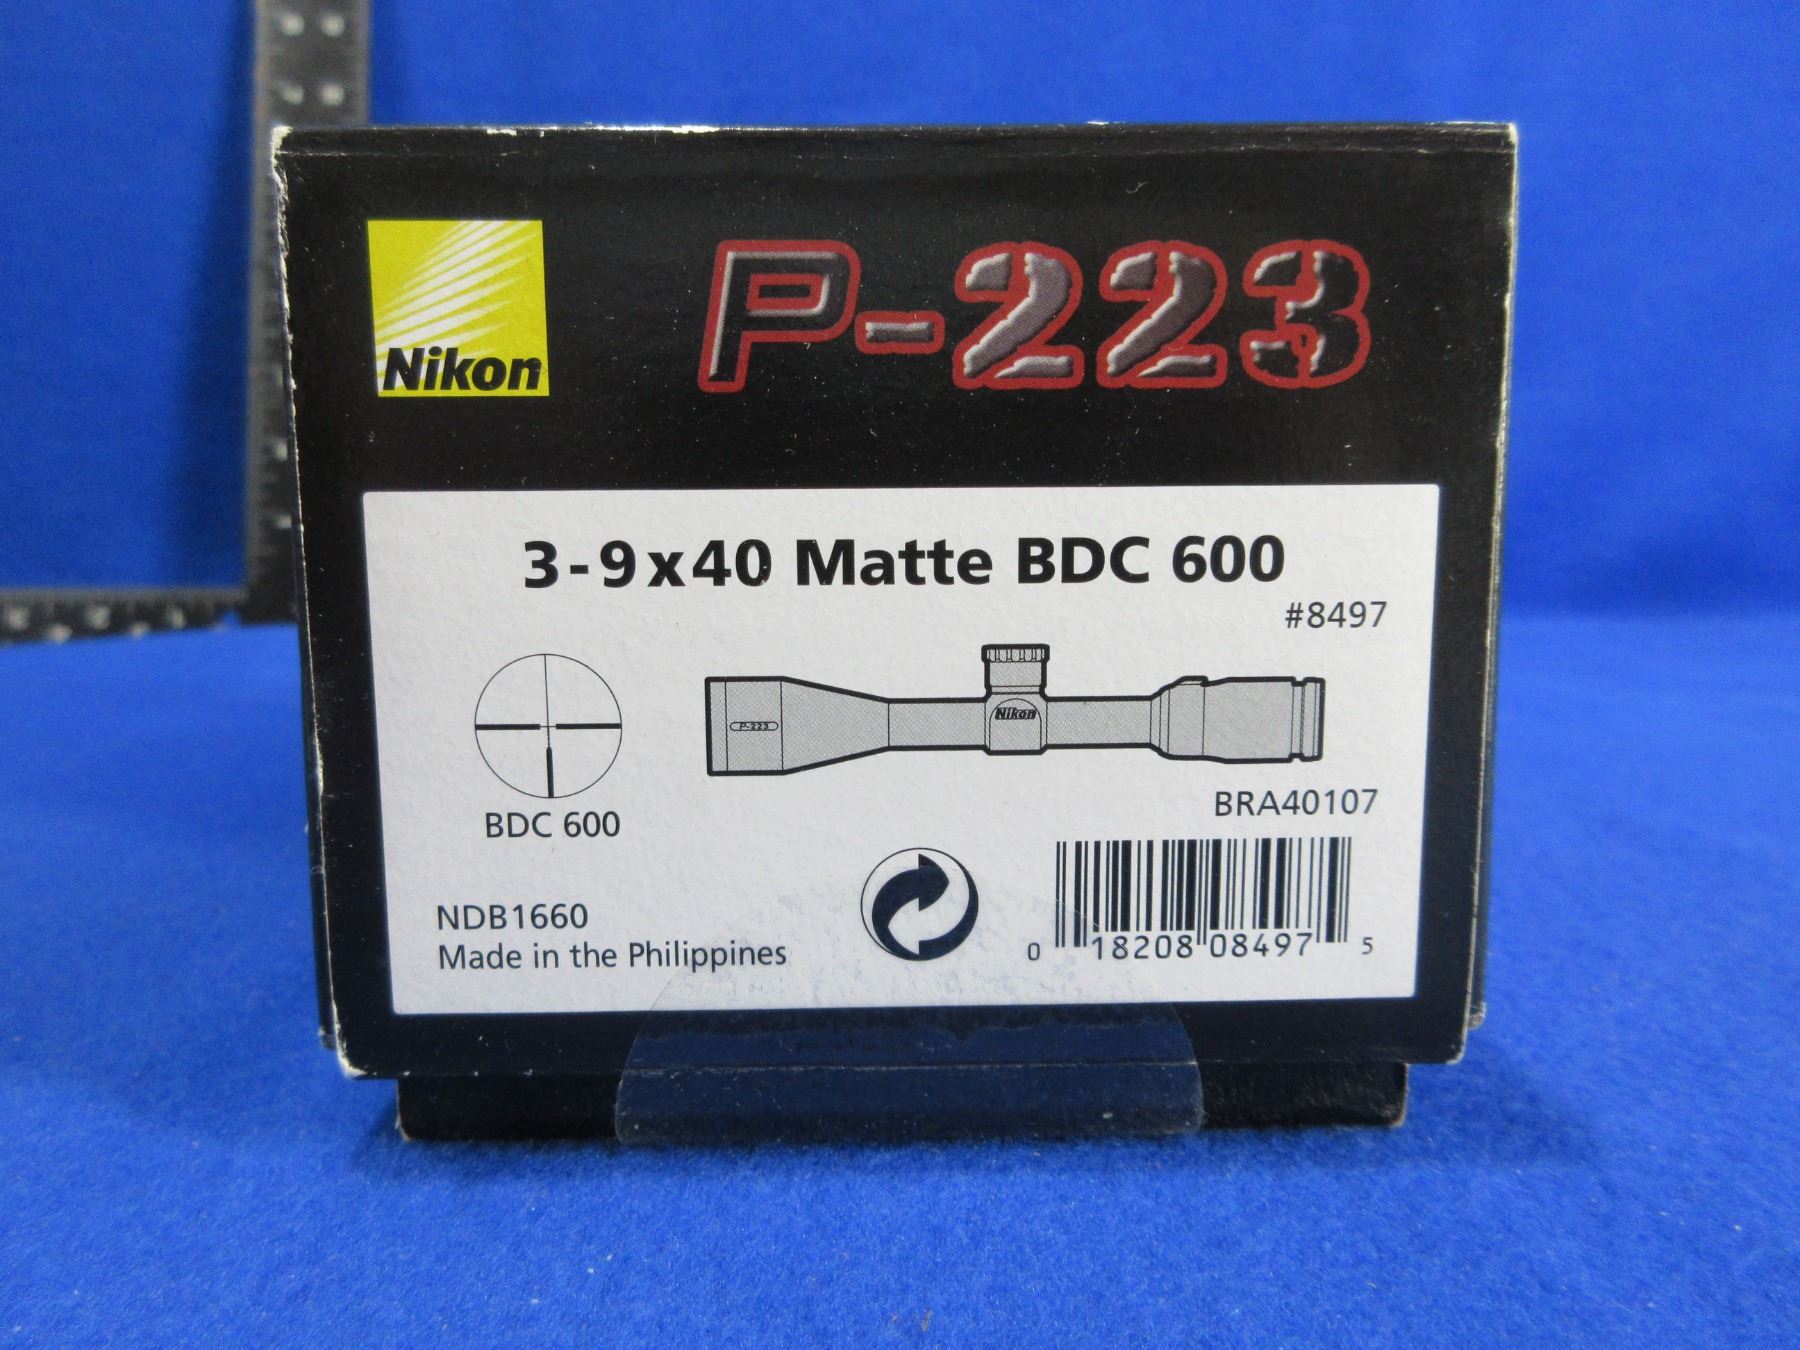 Nikon
P-223
3-9x40 Matte BDC 600
#8497
P-223
Nikon
BDC 600
BRA40107
NDB1660
Made in the Philippines
0 18208 08497 5